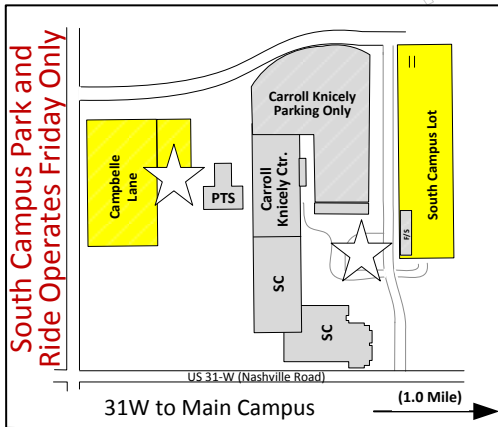 South Campus Park and
Ride Operates Friday Only
Campbelle
Lane
PTS
Carroll Knicely
Parking Only
Carroll
Knicely Ctr.
South Campus Lot
F/S
SC
SC
US 31-W (Nashville Road)
31W to Main Campus
(1.0 Mile)